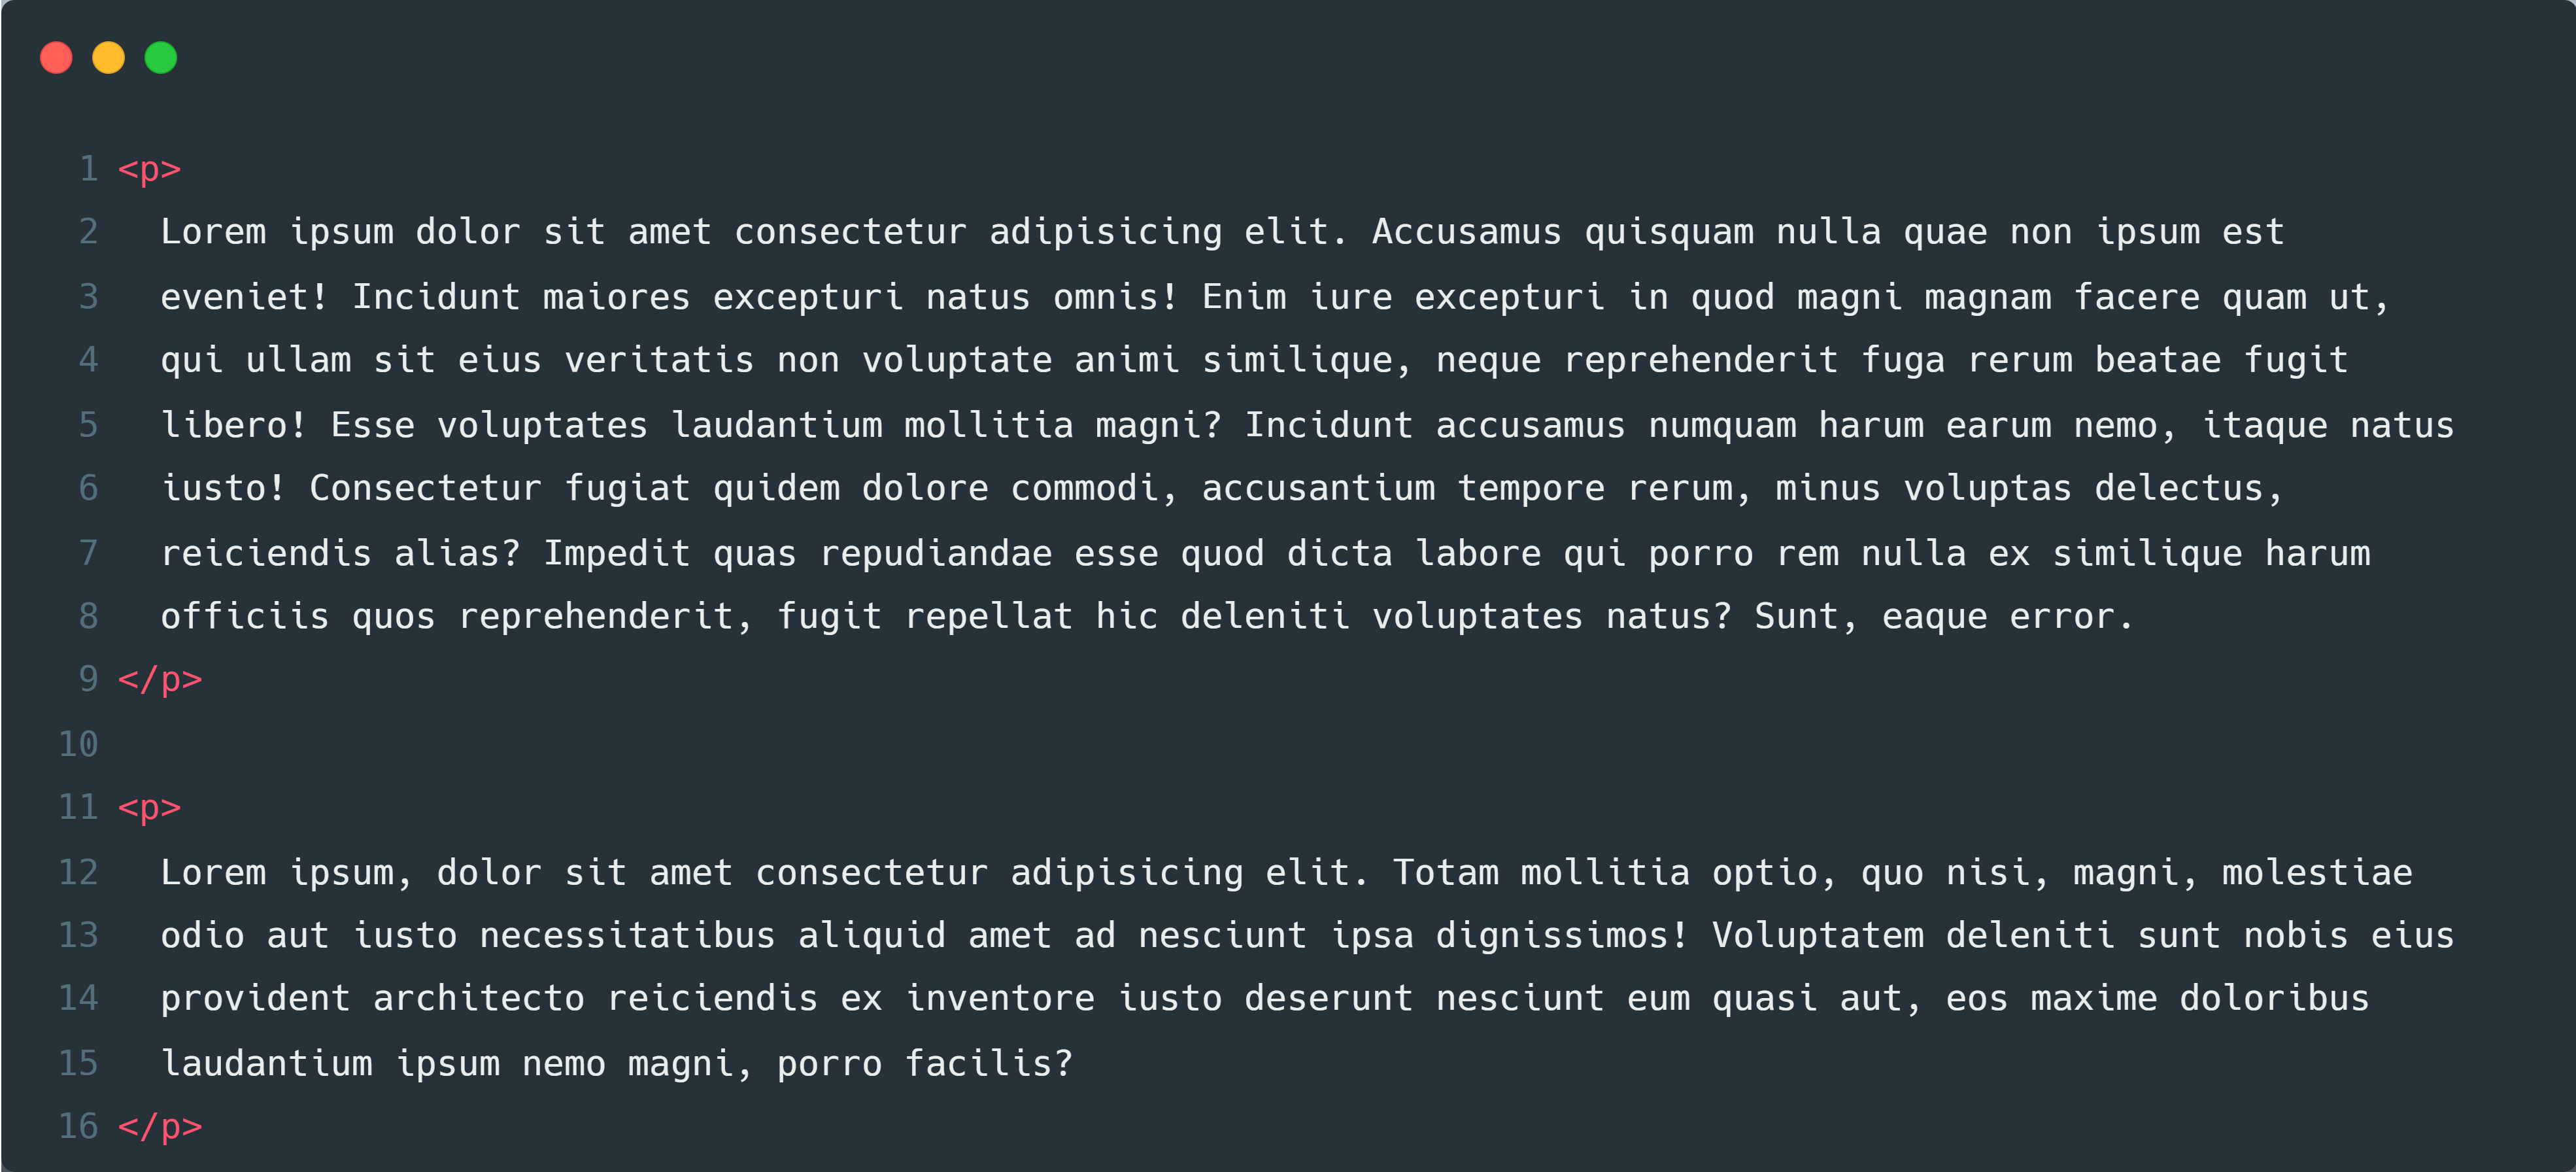 1 <p>
2   Lorem ipsum dolor sit amet consectetur adipisicing elit. Accusamus quisquam nulla quae non ipsum est
3   eveniet! Incidunt maiores excepturi natus omnis! Enim iure excepturi in quod magni magnam facere quam ut,
4   qui ullam sit eius veritatis non voluptate animi similique, neque reprehenderit fuga rerum beatae fugit
5   libero! Esse voluptates laudantium mollitia magni? Incidunt accusamus numquam harum earum nemo, itaque natus
6   iusto! Consectetur fugiat quidem dolore commodi, accusantium tempore rerum, minus voluptas delectus,
7   reiciendis alias? Impedit quas repudiandae esse quod dicta labore qui porro rem nulla ex similique harum
8   officiis quos reprehenderit, fugit repellat hic deleniti voluptates natus? Sunt, eaque error.
9 </p>
10
11 <p>
12   Lorem ipsum, dolor sit amet consectetur adipisicing elit. Totam mollitia optio, quo nisi, magni, molestiae
13   odio aut iusto necessitatibus aliquid amet ad nesciunt ipsa dignissimos! Voluptatem deleniti sunt nobis eius
14   provident architecto reiciendis ex inventore iusto deserunt nesciunt eum quasi aut, eos maxime doloribus
15   laudantium ipsum nemo magni, porro facilis?
16 </p>